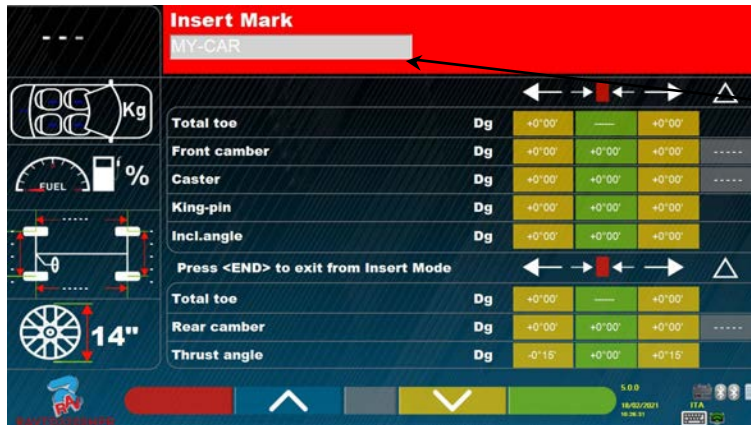 - - -
Insert Mark
MY-CAR
Kg
Total toe Dg +0°00' ---- +0°00'
Front camber Dg +0°00' +0°00' +0°00' -----
FUEL %
Caster Dg +0°00' +0°00' +0°00' -----
King-pin Dg +0°00' +0°00' +0°00'
Incl.angle Dg +0°00' +0°00' +0°00'
Press <END> to exit from Insert Mode
Total toe Dg +0°00' ---- +0°00'
Rear camber Dg +0°00' +0°00' +0°00' -----
14"
Thrust angle Dg -0°15' +0°00' +0°15'
RAV
5.0.0
18/02/2021 ITA